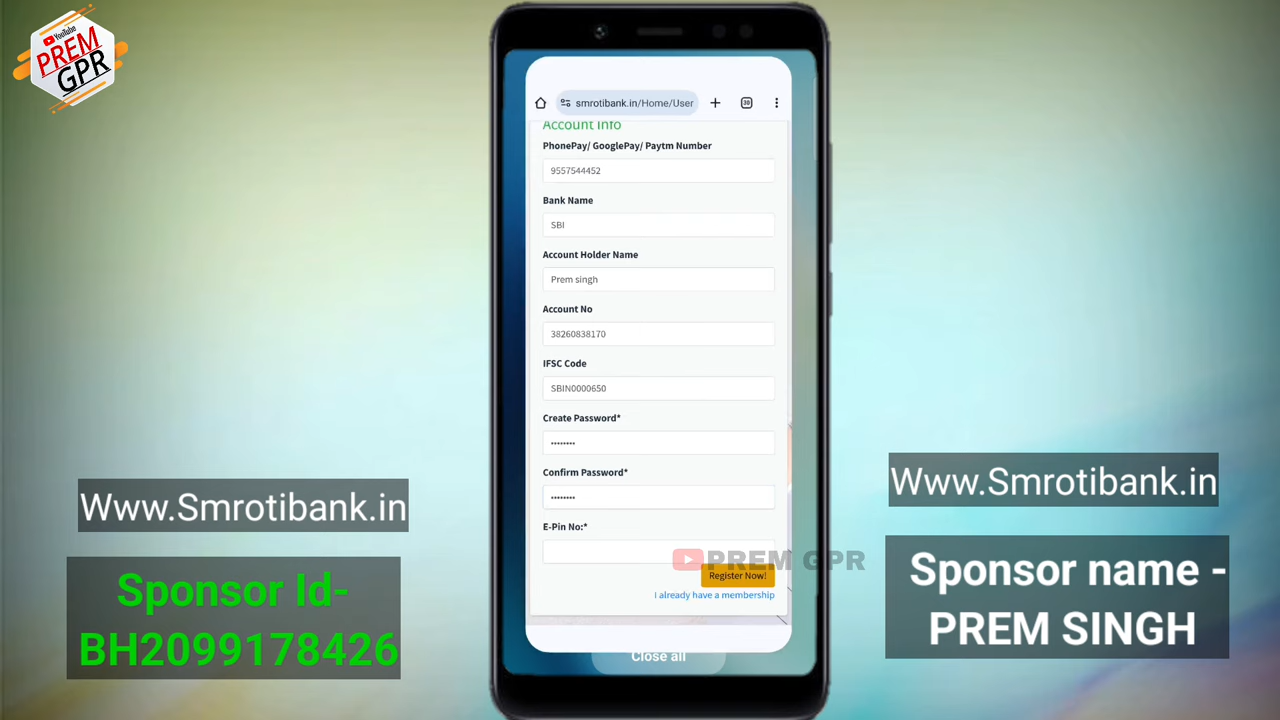 YouTube
PREM
GPR
smrotibank.in/Home/User
30
Account Info
PhonePay/ GooglePay/ Paytm Number
9557544452
Bank Name
SBI
Account Holder Name
Prem singh
Account No
38260838170
IFSC Code
SBIN0000650
Create Password*
••••••••
Confirm Password*
••••••••
E-Pin No:*
PREM GPR
Register Now!
I already have a membership
Close all
Www.Smrotibank.in
Sponsor Id-
BH2099178426
Www.Smrotibank.in
Sponsor name -
PREM SINGH